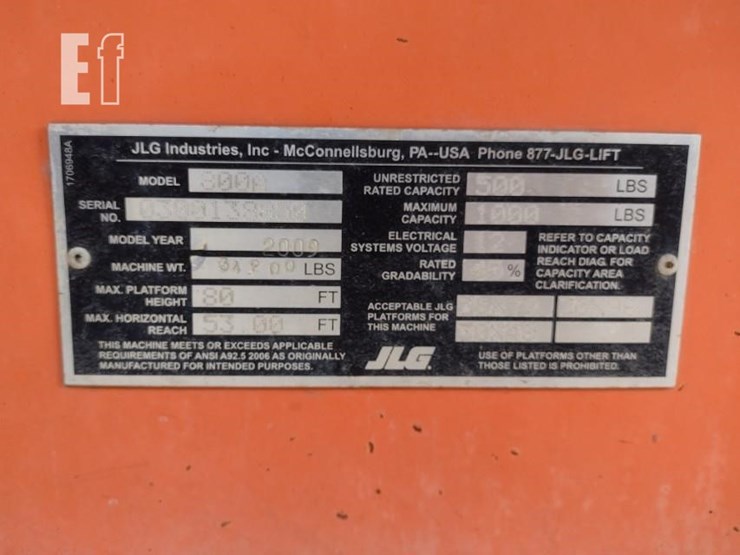 Ef
1706948A
JLG Industries, Inc - McConnellsburg, PA--USA Phone 877-JLG-LIFT
MODEL 800A
SERIAL
NO.
MODEL YEAR 2009
MACHINE WT. LBS
MAX. PLATFORM
HEIGHT 80 FT
MAX. HORIZONTAL
REACH 53.00 FT
THIS MACHINE MEETS OR EXCEEDS APPLICABLE
REQUIREMENTS OF ANSI A92.5 2006 AS ORIGINALLY
MANUFACTURED FOR INTENDED PURPOSES.
UNRESTRICTED
RATED CAPACITY 500 LBS
MAXIMUM
CAPACITY 1000 LBS
ELECTRICAL
SYSTEMS VOLTAGE 12
RATED
GRADABILITY %
REFER TO CAPACITY
INDICATOR OR LOAD
REACH DIAG. FOR
CAPACITY AREA
CLARIFICATION.
ACCEPTABLE JLG
PLATFORMS FOR
THIS MACHINE
JLG
USE OF PLATFORMS OTHER THAN
THOSE LISTED IS PROHIBITED.